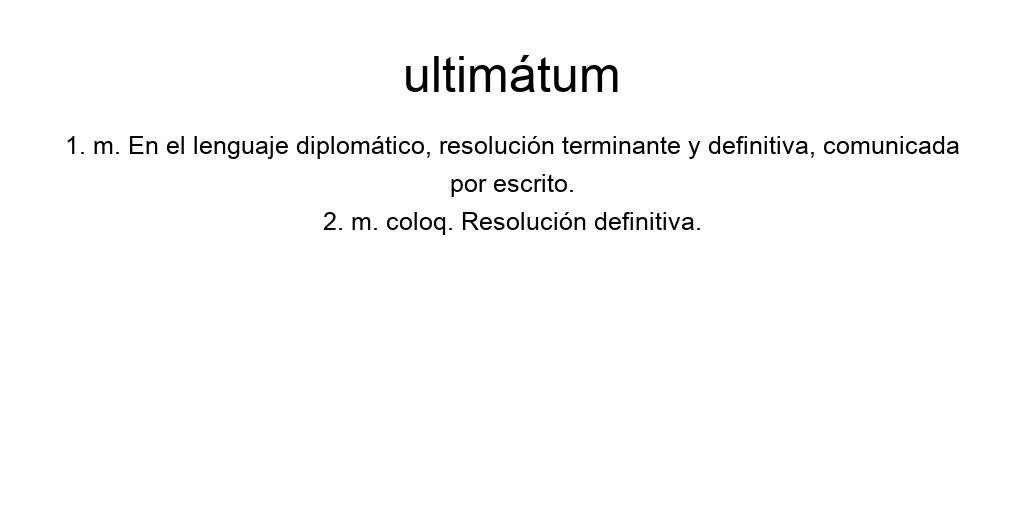 ultimátum
1. m. En el lenguaje diplomático, resolución terminante y definitiva, comunicada
por escrito.
2. m. coloq. Resolución definitiva.